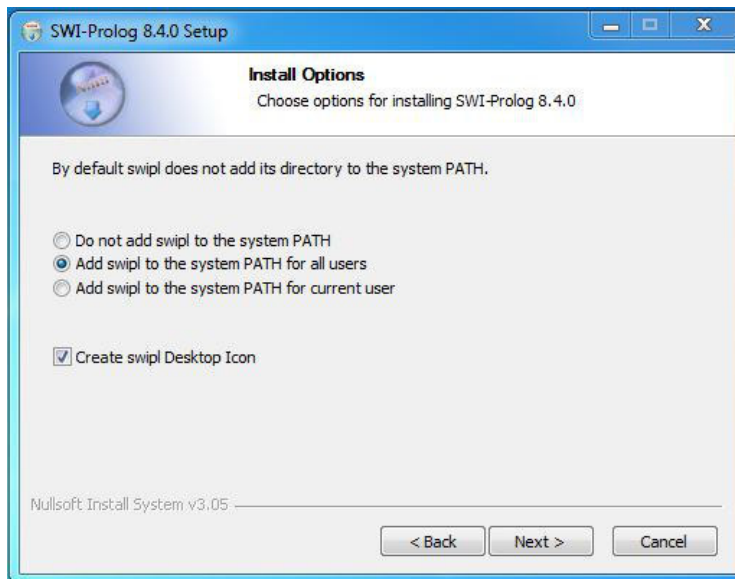 SWI-Prolog 8.4.0 Setup
Install Options
Choose options for installing SWI-Prolog 8.4.0
By default swipl does not add its directory to the system PATH.
Do not add swipl to the system PATH
Add swipl to the system PATH for all users
Add swipl to the system PATH for current user
Create swipl Desktop Icon
Nullsoft Install System v3.05
< Back Next > Cancel